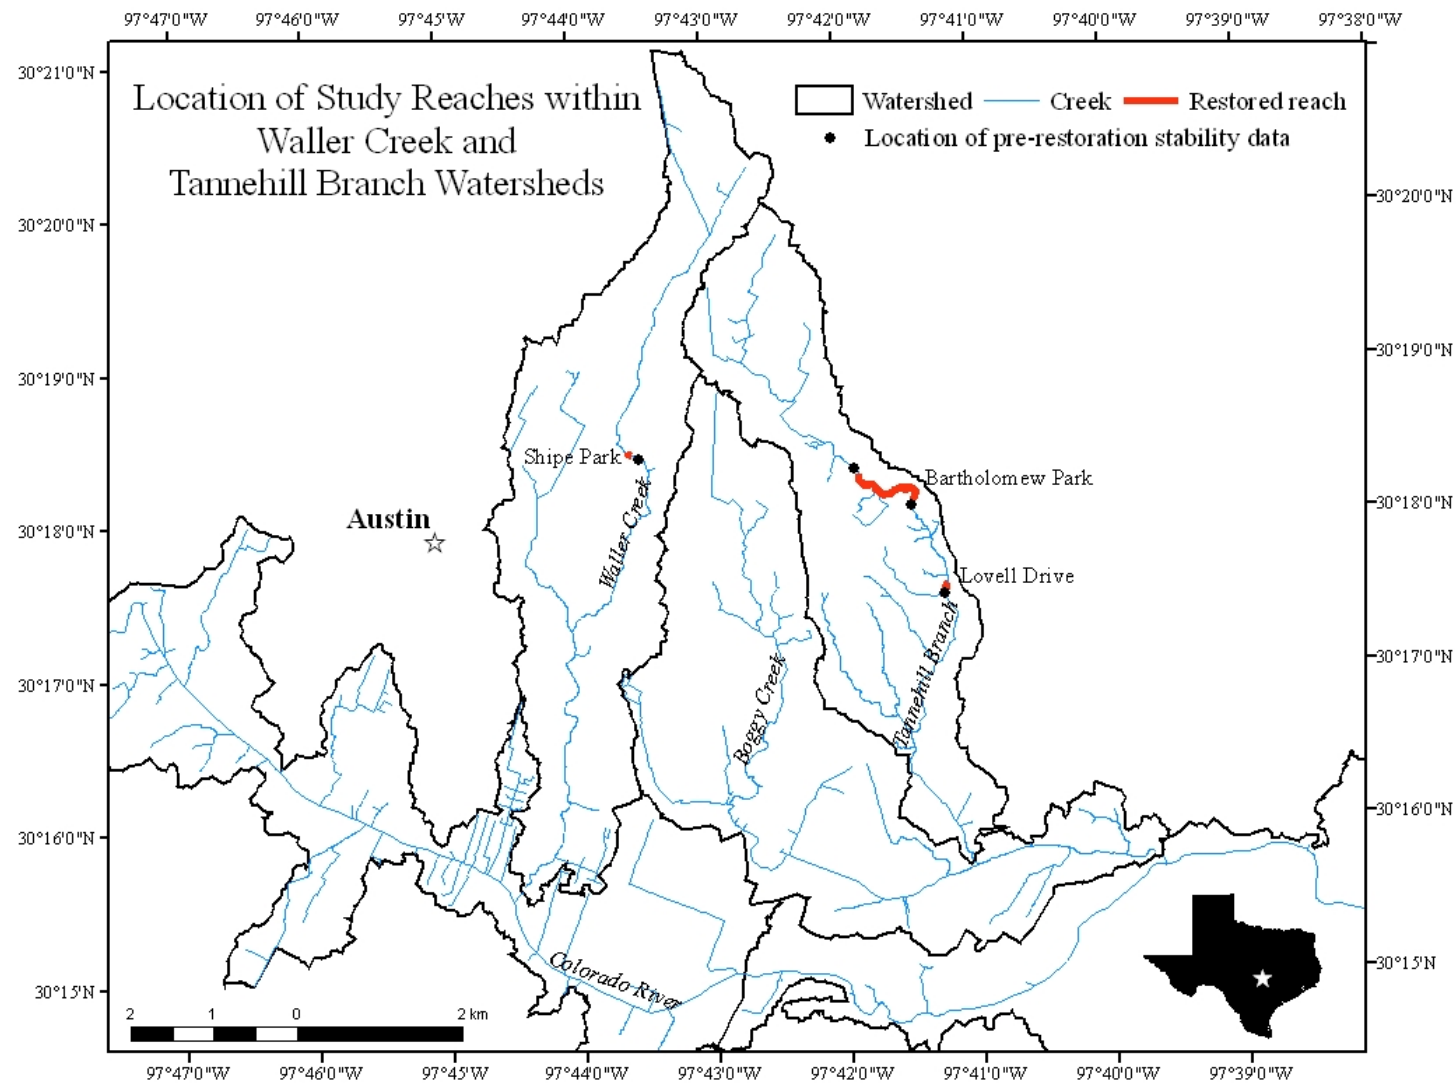 97°47'0"W 97°46'0"W 97°45'0"W 97°44'0"W 97°43'0"W 97°42'0"W 97°41'0"W 97°40'0"W 97°39'0"W 97°38'0"W
30°21'0"N
Location of Study Reaches within
Waller Creek and
Tannehill Branch Watersheds
Watershed Creek Restored reach
Location of pre-restoration stability data
30°20'0"N
30°20'0"N
30°19'0"N
30°19'0"N
Shipe Park
Bartholomew Park
Waller Creek
30°18'0"N
Austin
30°18'0"N
Lovell Drive
Tannehill Branch
30°17'0"N
Boggy Creek
30°17'0"N
30°16'0"N
30°16'0"N
Colorado River
30°15'N
30°15'N
2 1 0 2 km
97°47'0"W 97°46'0"W 97°45'0"W 97°44'0"W 97°43'0"W 97°42'0"W 97°41'0"W 97°40'0"W 97°39'0"W